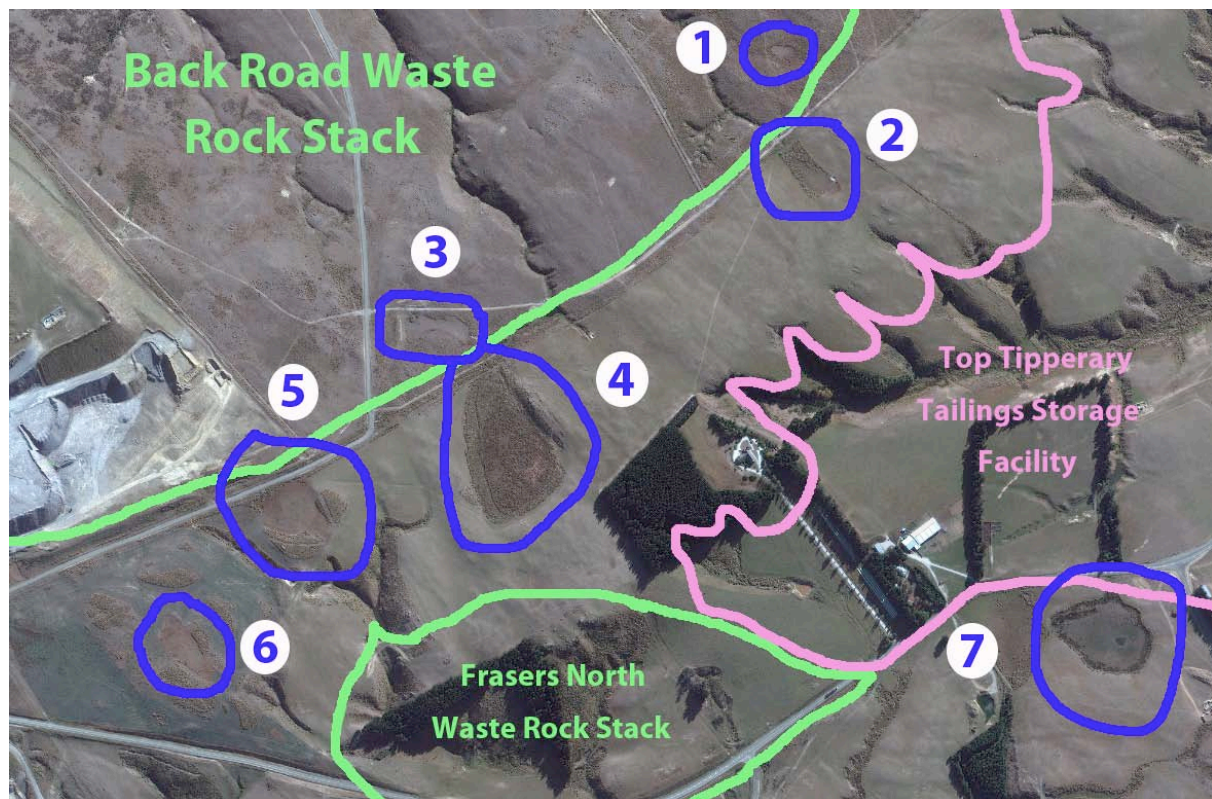 Back Road Waste
Rock Stack
1
2
3
4
5
6
7
Top Tipperary
Tailings Storage
Facility
Frasers North
Waste Rock Stack